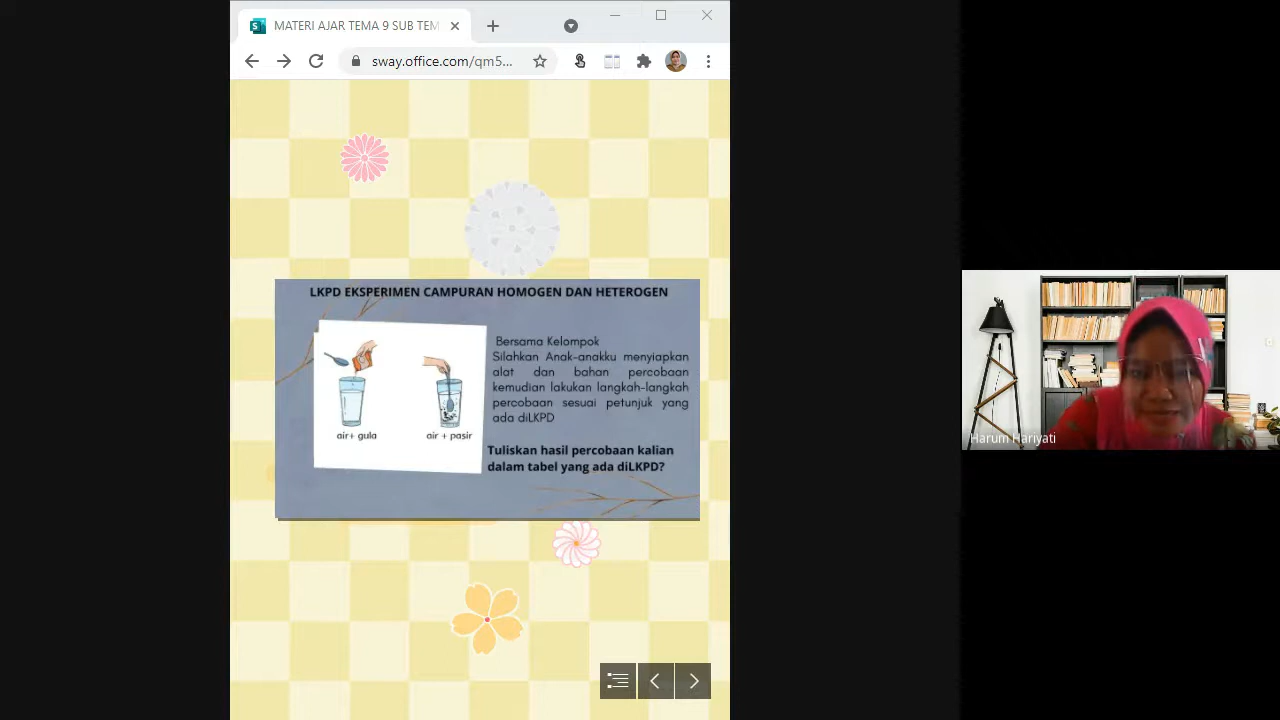 MATERI AJAR TEMA 9 SUB TEM
sway.office.com/qm5...
LKPD EKSPERIMEN CAMPURAN HOMOGEN DAN HETEROGEN
Bersama Kelompok
Silahkan Anak-anakku menyiapkan
alat dan bahan percobaan
kemudian lakukan langkah-langkah
percobaan sesuai petunjuk yang
ada diLKPD
air+ gula
air + pasir
Tuliskan hasil percobaan kalian
dalam tabel yang ada diLKPD?
Harum Hariyati